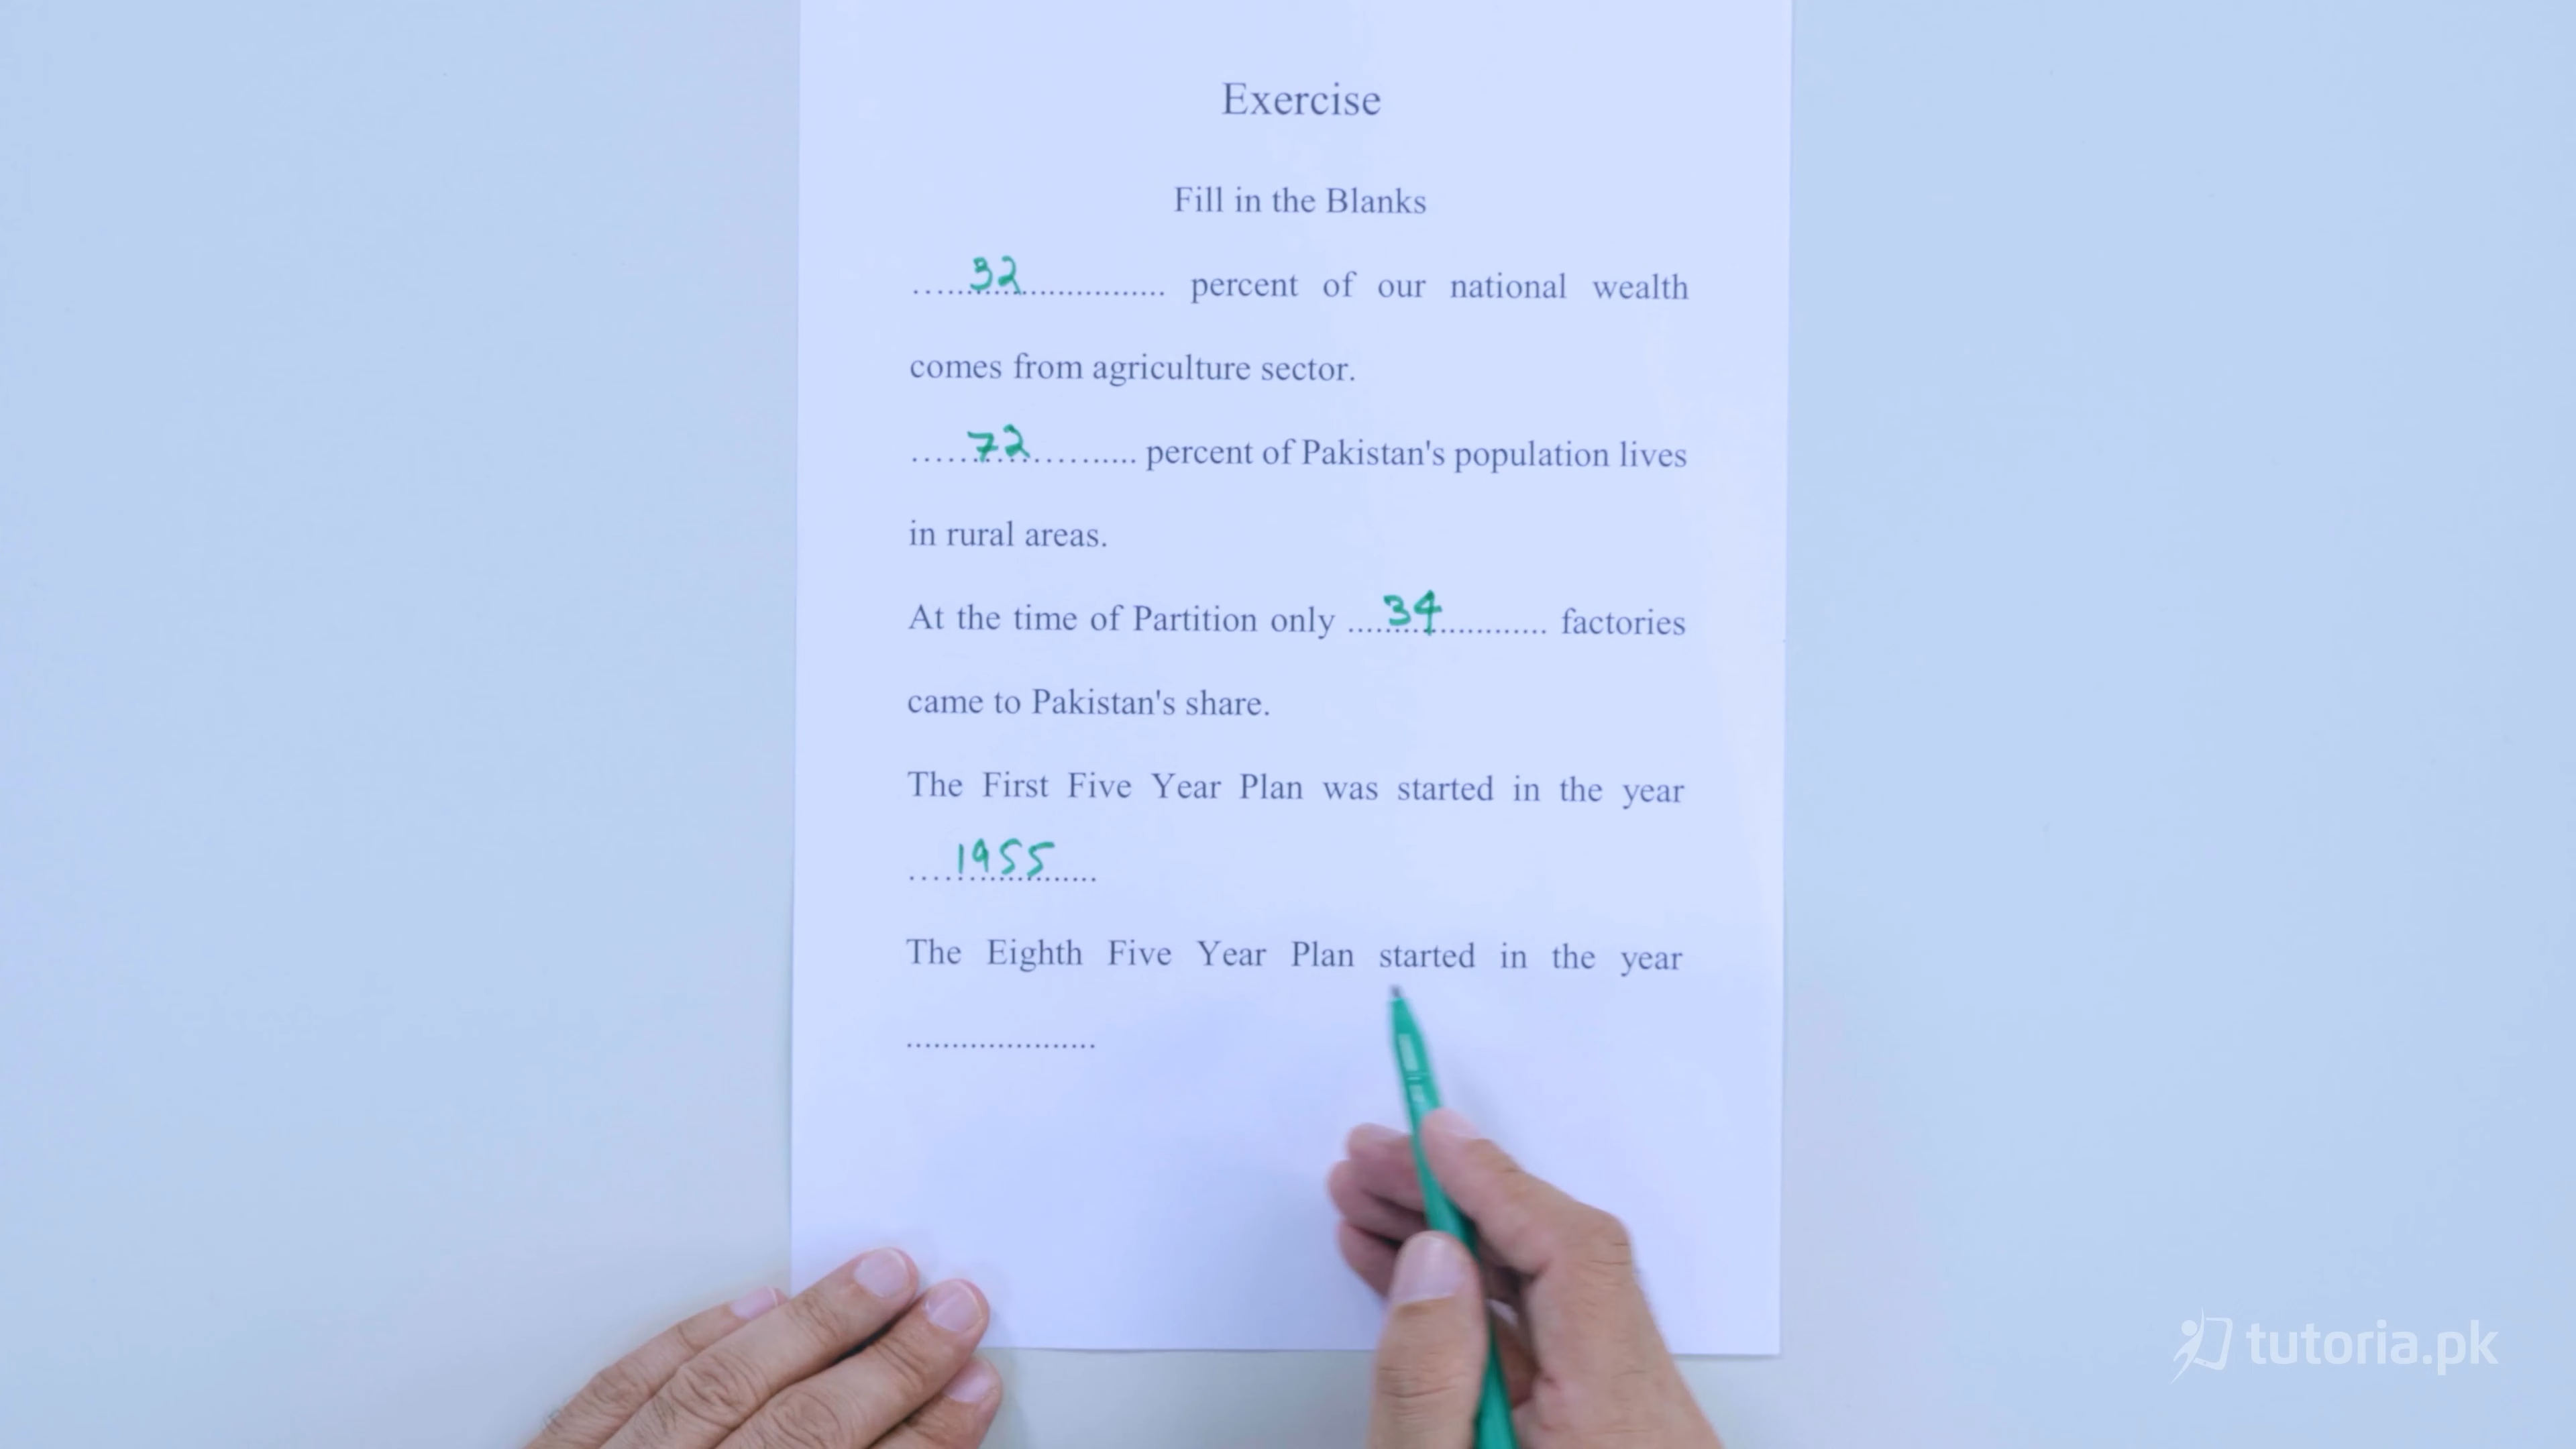 Exercise
Fill in the Blanks
.....32..................... percent of our national wealth
comes from agriculture sector.
......72................. percent of Pakistan's population lives
in rural areas.
At the time of Partition only ....34.................. factories
came to Pakistan's share.
The First Five Year Plan was started in the year
.....1955................
The Eighth Five Year Plan started in the year
.....................
tutoria.pk